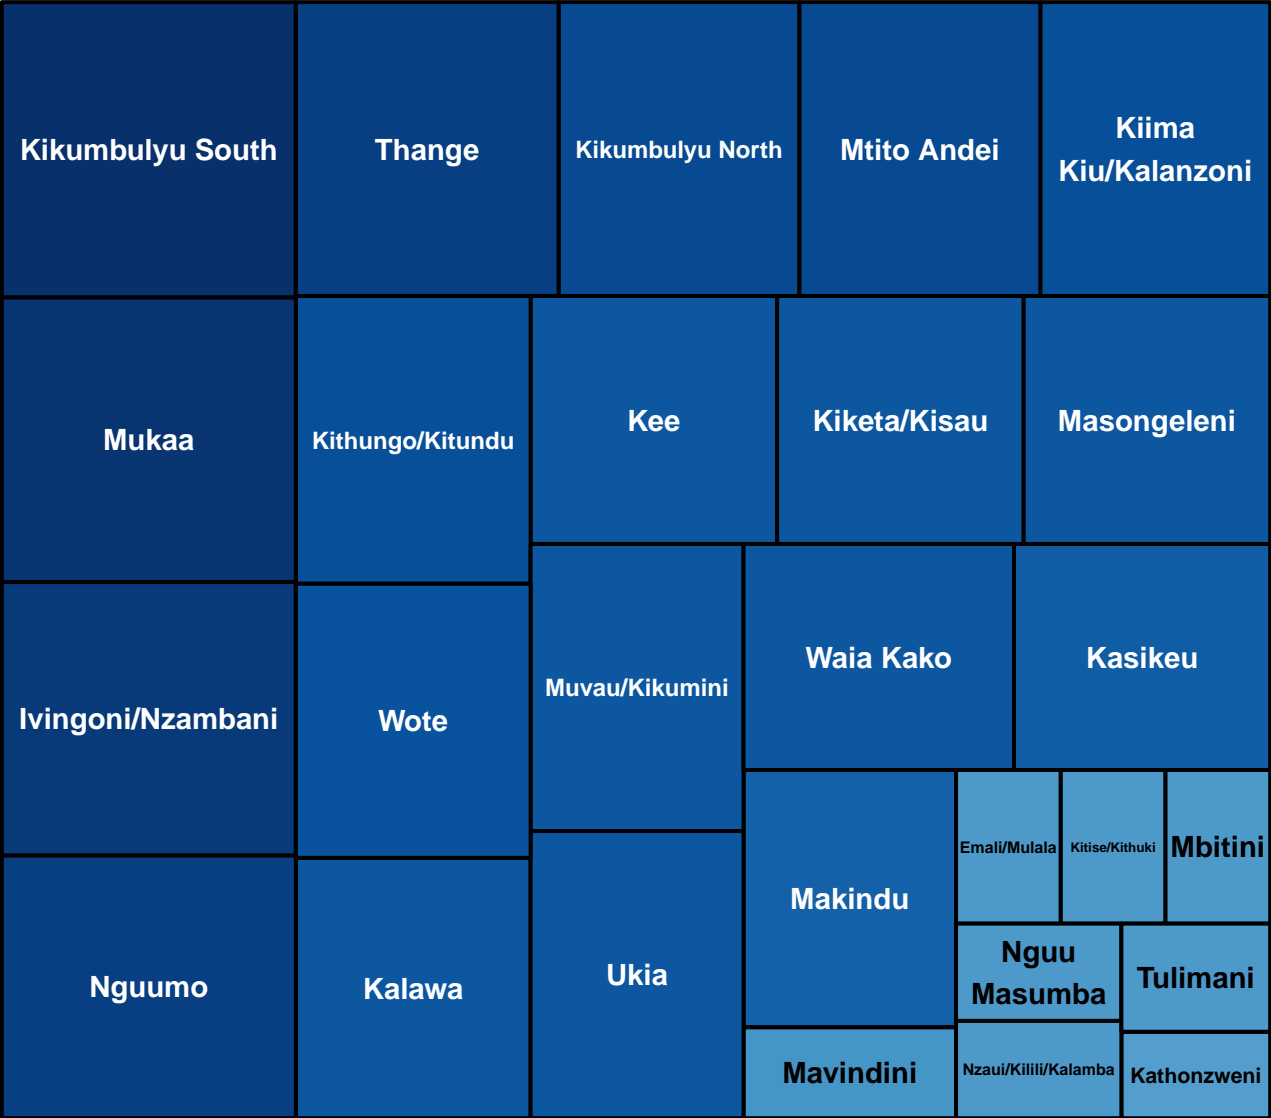 Kikumbulyu South
Thange
Kikumbulyu North
Mtito Andei
Kiima
Kiu/Kalanzoni
Mukaa
Kithungo/Kitundu
Kee
Kiketa/Kisau
Masongeleni
Ivingoni/Nzambani
Wote
Muvau/Kikumini
Waia Kako
Kasikeu
Nguumo
Kalawa
Ukia
Makindu
Emali/Mulala
Kitise/Kithuki
Mbitini
Nguu
Masumba
Tulimani
Mavindini
Nzaui/Kilili/Kalamba
Kathonzweni